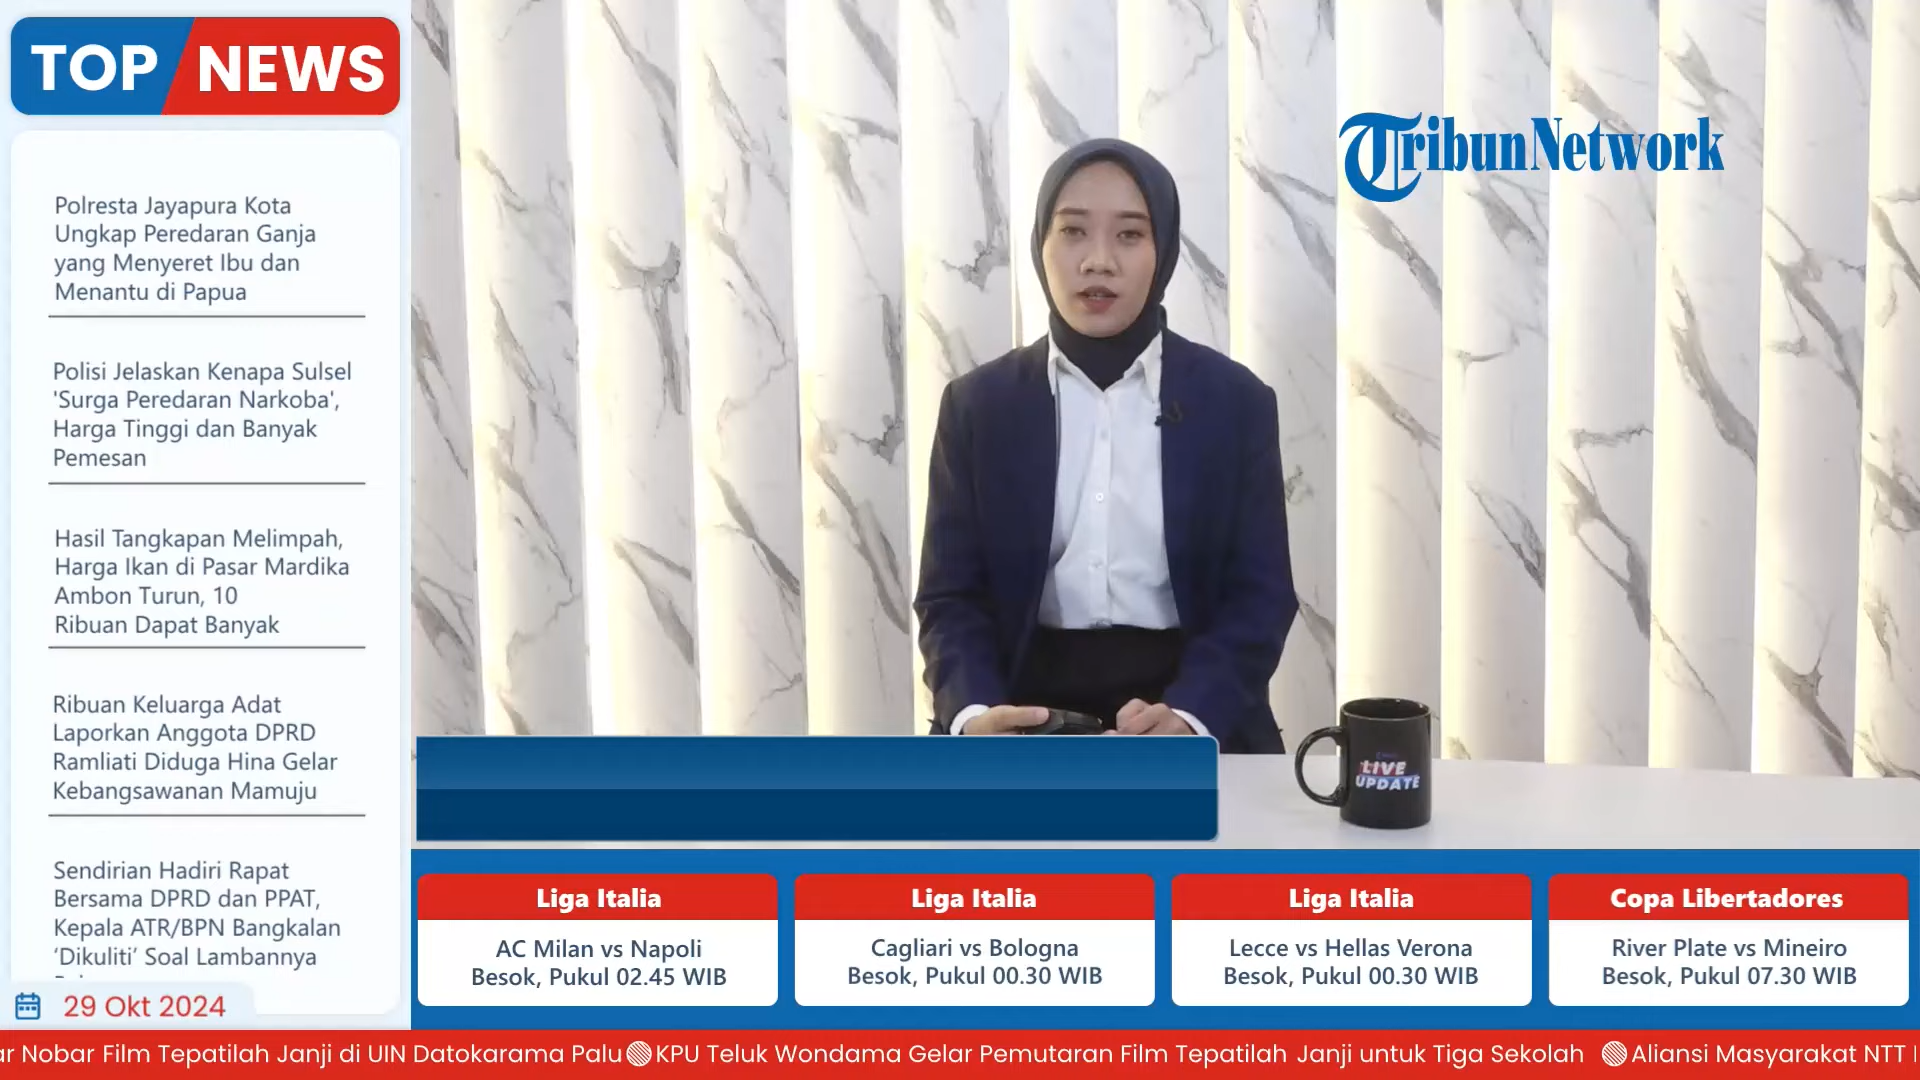 TOP NEWS
Polresta Jayapura Kota
Ungkap Peredaran Ganja
yang Menyeret Ibu dan
Menantu di Papua
Polisi Jelaskan Kenapa Sulsel
'Surga Peredaran Narkoba',
Harga Tinggi dan Banyak
Pemesan
Hasil Tangkapan Melimpah,
Harga Ikan di Pasar Mardika
Ambon Turun, 10
Ribuan Dapat Banyak
Ribuan Keluarga Adat
Laporkan Anggota DPRD
Ramliati Diduga Hina Gelar
Kebangsawanan Mamuju
Sendirian Hadiri Rapat
Bersama DPRD dan PPAT,
Kepala ATR/BPN Bangkalan
‘Dikuliti’ Soal Lambannya
29 Okt 2024
TribunNetwork
LIVE
UPDATE
Liga Italia
AC Milan vs Napoli
Besok, Pukul 02.45 WIB
Liga Italia
Cagliari vs Bologna
Besok, Pukul 00.30 WIB
Liga Italia
Lecce vs Hellas Verona
Besok, Pukul 00.30 WIB
Copa Libertadores
River Plate vs Mineiro
Besok, Pukul 07.30 WIB
ar Nobar Film Tepatilah Janji di UIN Datokarama Palu KPU Teluk Wondama Gelar Pemutaran Film Tepatilah Janji untuk Tiga Sekolah Aliansi Masyarakat NTT